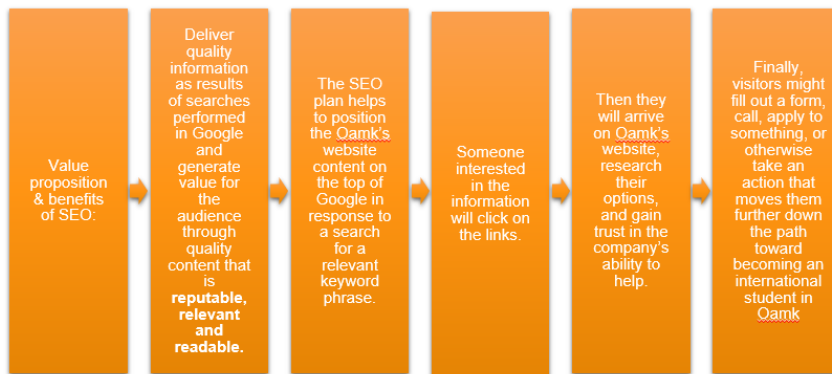 Value
proposition
& benefits
of SEO:
Deliver
quality
information
as results
of searches
performed
in Google
and
generate
value for
the
audience
through
quality
content that
is
reputable,
relevant
and
readable.
The SEO
plan helps
to position
the Oamk's
website
content on
the top of
Google in
response to
a search
for a
relevant
keyword
phrase.
Someone
interested
in the
information
will click on
the links.
Then they
will arrive
on Oamk's
website,
research
their
options,
and gain
trust in the
company's
ability to
help.
Finally,
visitors might
fill out a form,
call, apply to
something, or
otherwise
take an
action that
moves them
further down
the path
toward
becoming an
international
student in
Oamk